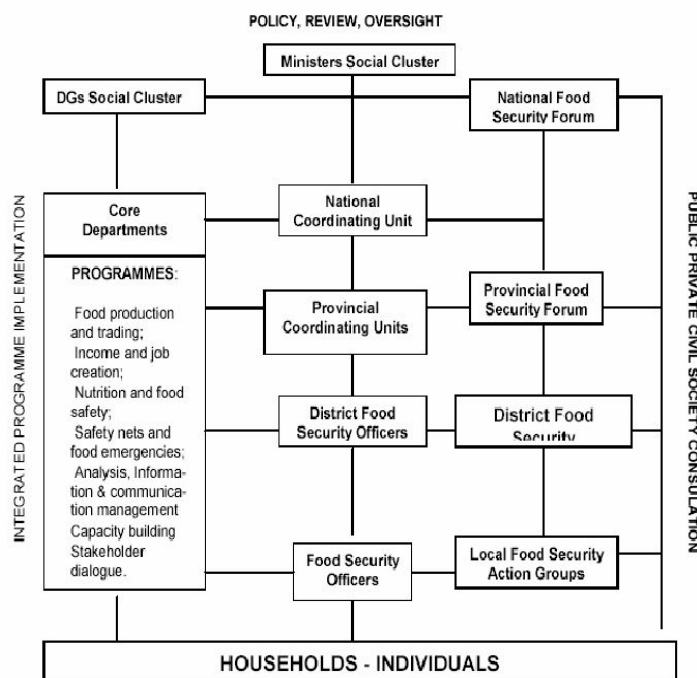 POLICY, REVIEW, OVERSIGHT
Ministers Social Cluster
DGs Social Cluster
National Food
Security Forum
INTEGRATED PROGRAMME IMPLEMENTATION
PUBLIC PRIVATE CIVIL SOCIETY CONSULATION
Core
Departments
National
Coordinating Unit
PROGRAMMES:
Food production
and trading;
Income and job
creation;
Nutrition and food
safety;
Safety nets and
food emergencies;
Analysis, Informa-
tion & communica-
tion management
Capacity building
Stakeholder
dialogue.
Provincial
Coordinating Units
Provincial Food
Security Forum
District Food
Security Officers
District Food
Security
Food Security
Officers
Local Food Security
Action Groups
HOUSEHOLDS - INDIVIDUALS